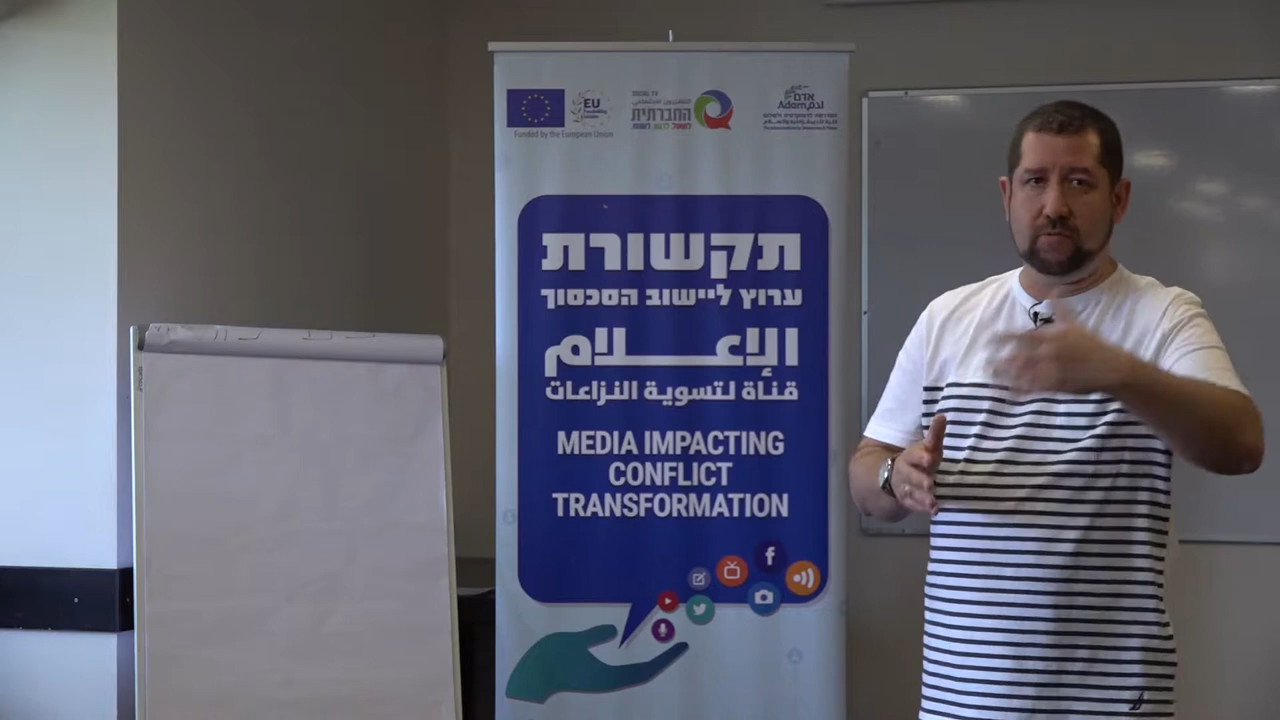 EU
Funded by the European Union
החברתית
אדם
Adam آدم
תקשורת
ערוץ ליישוב הסכסוך
الإعلام
قناة لتسوية النزاعات
MEDIA IMPACTING
CONFLICT
TRANSFORMATION